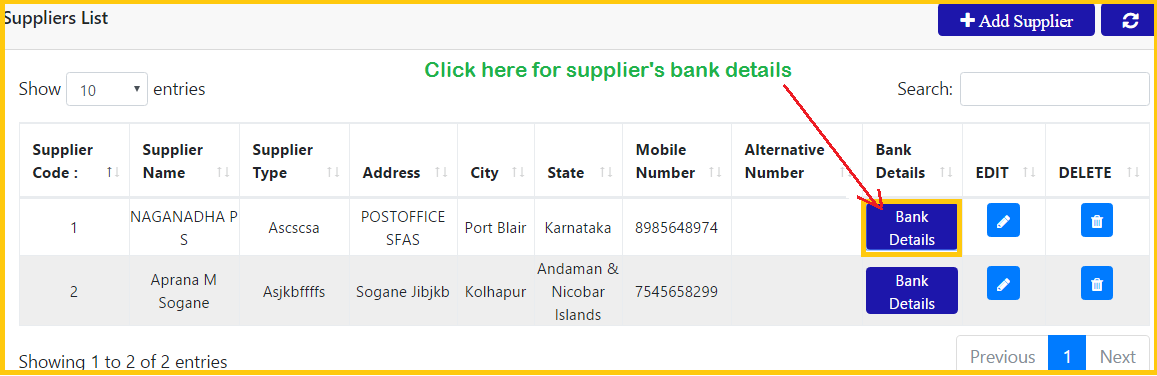 Suppliers List
Add Supplier
Click here for supplier's bank details
Show 10 entries
Search:
Supplier Code :
Supplier Name
Supplier Type
Address
City
State
Mobile Number
Alternative Number
Bank Details
EDIT
DELETE
1
NAGANADHA P S
Ascscsa
POSTOFFICE SFAS
Port Blair
Karnataka
8985648974
Bank Details
2
Aprana M Sogane
Asjkbffffs
Sogane Jibjkb
Kolhapur
Andaman & Nicobar Islands
7545658299
Bank Details
Showing 1 to 2 of 2 entries
Previous 1 Next